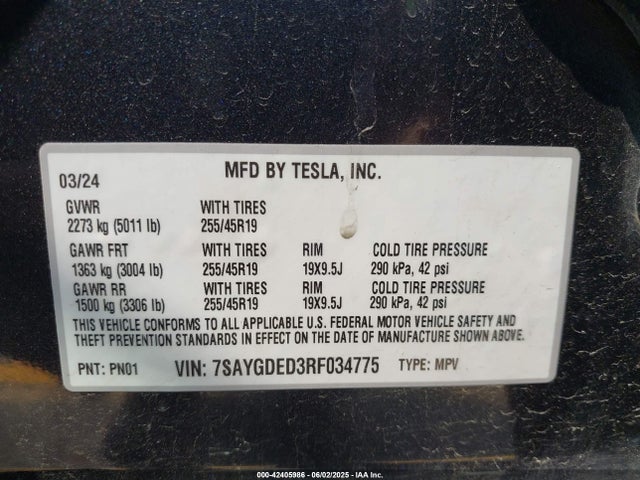 MFD BY TESLA, INC.
03/24
GVWR WITH TIRES
2273 kg (5011 lb) 255/45R19
GAWR FRT WITH TIRES RIM COLD TIRE PRESSURE
1363 kg (3004 lb) 255/45R19 19X9.5J 290 kPa, 42 psi
GAWR RR WITH TIRES RIM COLD TIRE PRESSURE
1500 kg (3306 lb) 255/45R19 19X9.5J 290 kPa, 42 psi
THIS VEHICLE CONFORMS TO ALL APPLICABLE U.S. FEDERAL MOTOR VEHICLE SAFETY AND
THEFT PREVENTION STANDARDS IN EFFECT ON THE DATE OF MANUFACTURE SHOWN ABOVE.
PNT: PN01 VIN: 7SAYGDED3RF034775 TYPE: MPV
000-42405986 - 06/02/2025 - IAA Inc.